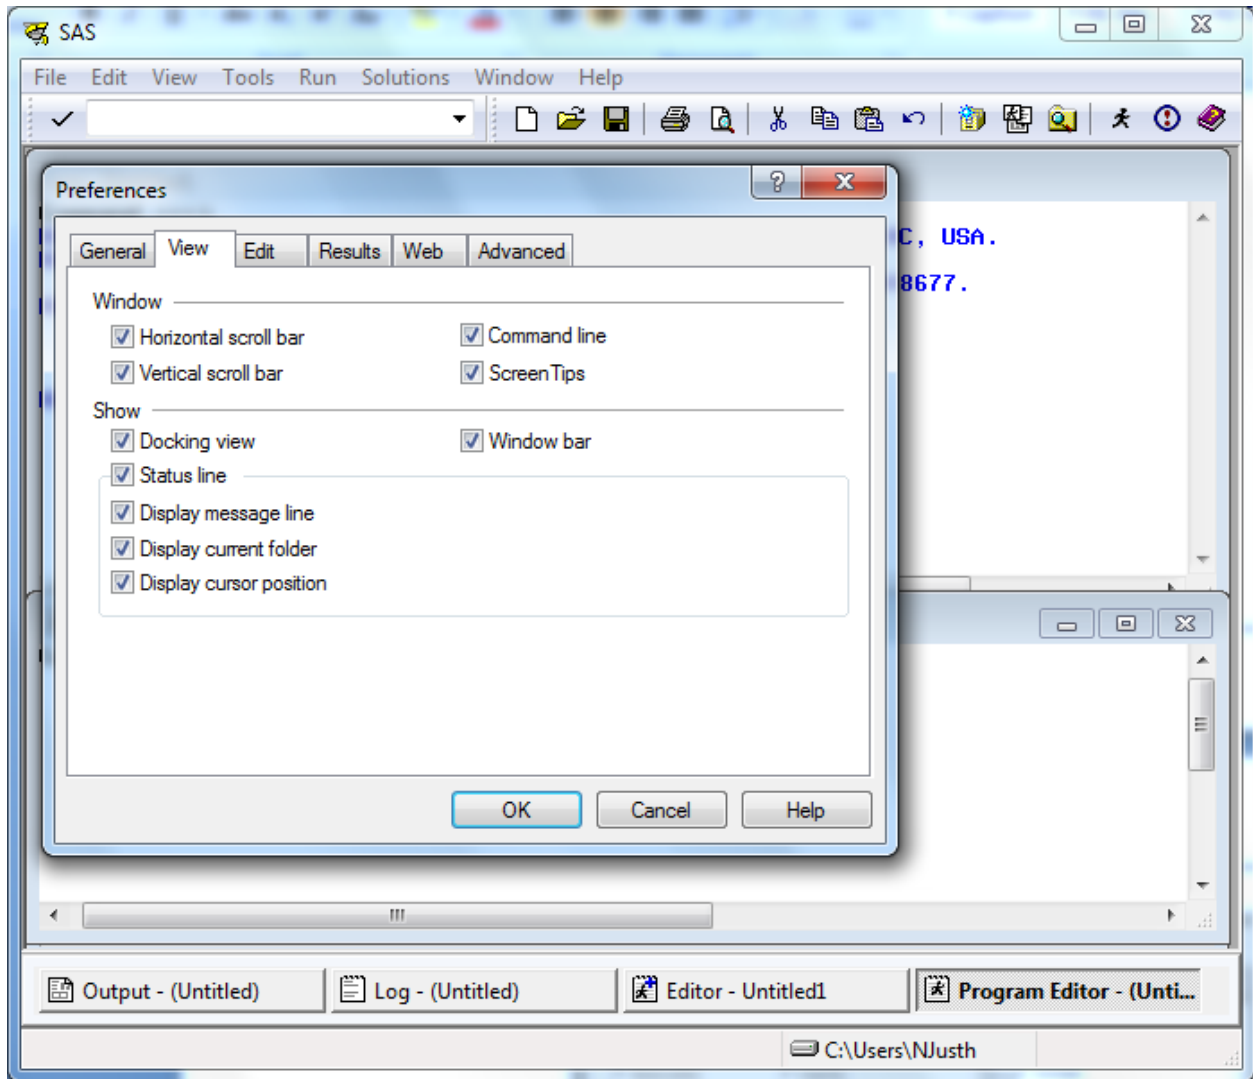 SAS
File Edit View Tools Run Solutions Window Help
Preferences
General View Edit Results Web Advanced
C, USA.
8677.
Window
Horizontal scroll bar Command line
Vertical scroll bar ScreenTips
Show
Docking view Window bar
Status line
Display message line
Display current folder
Display cursor position
OK Cancel Help
Output - (Untitled) Log - (Untitled) Editor - Untitled1 Program Editor - (Unti...
C:\Users\NJusth